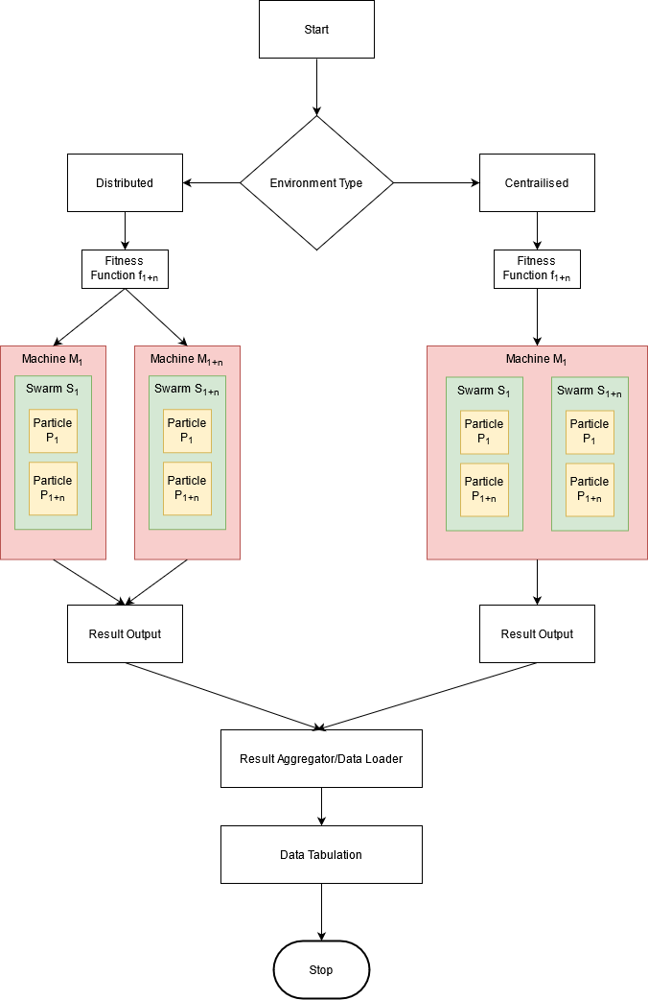 Start
Environment Type
Distributed
Centrailised
Fitness
Function f1+n
Fitness
Function f1+n
Machine M1
Swarm S1
Particle
P1
Particle
P1+n
Machine M1+n
Swarm S1+n
Particle
P1
Particle
P1+n
Machine M1
Swarm S1
Particle
P1
Particle
P1+n
Swarm S1+n
Particle
P1
Particle
P1+n
Result Output
Result Output
Result Aggregator/Data Loader
Data Tabulation
Stop